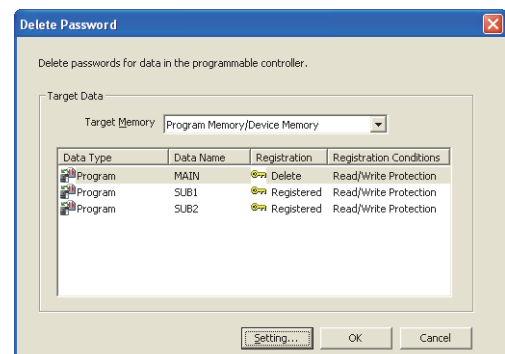 Delete Password
Delete passwords for data in the programmable controller.
Target Data
Target Memory Program Memory/Device Memory
Data Type Data Name Registration Registration Conditions
Program MAIN Delete Read/Write Protection
Program SUB1 Registered Read/Write Protection
Program SUB2 Registered Read/Write Protection
Setting... OK Cancel